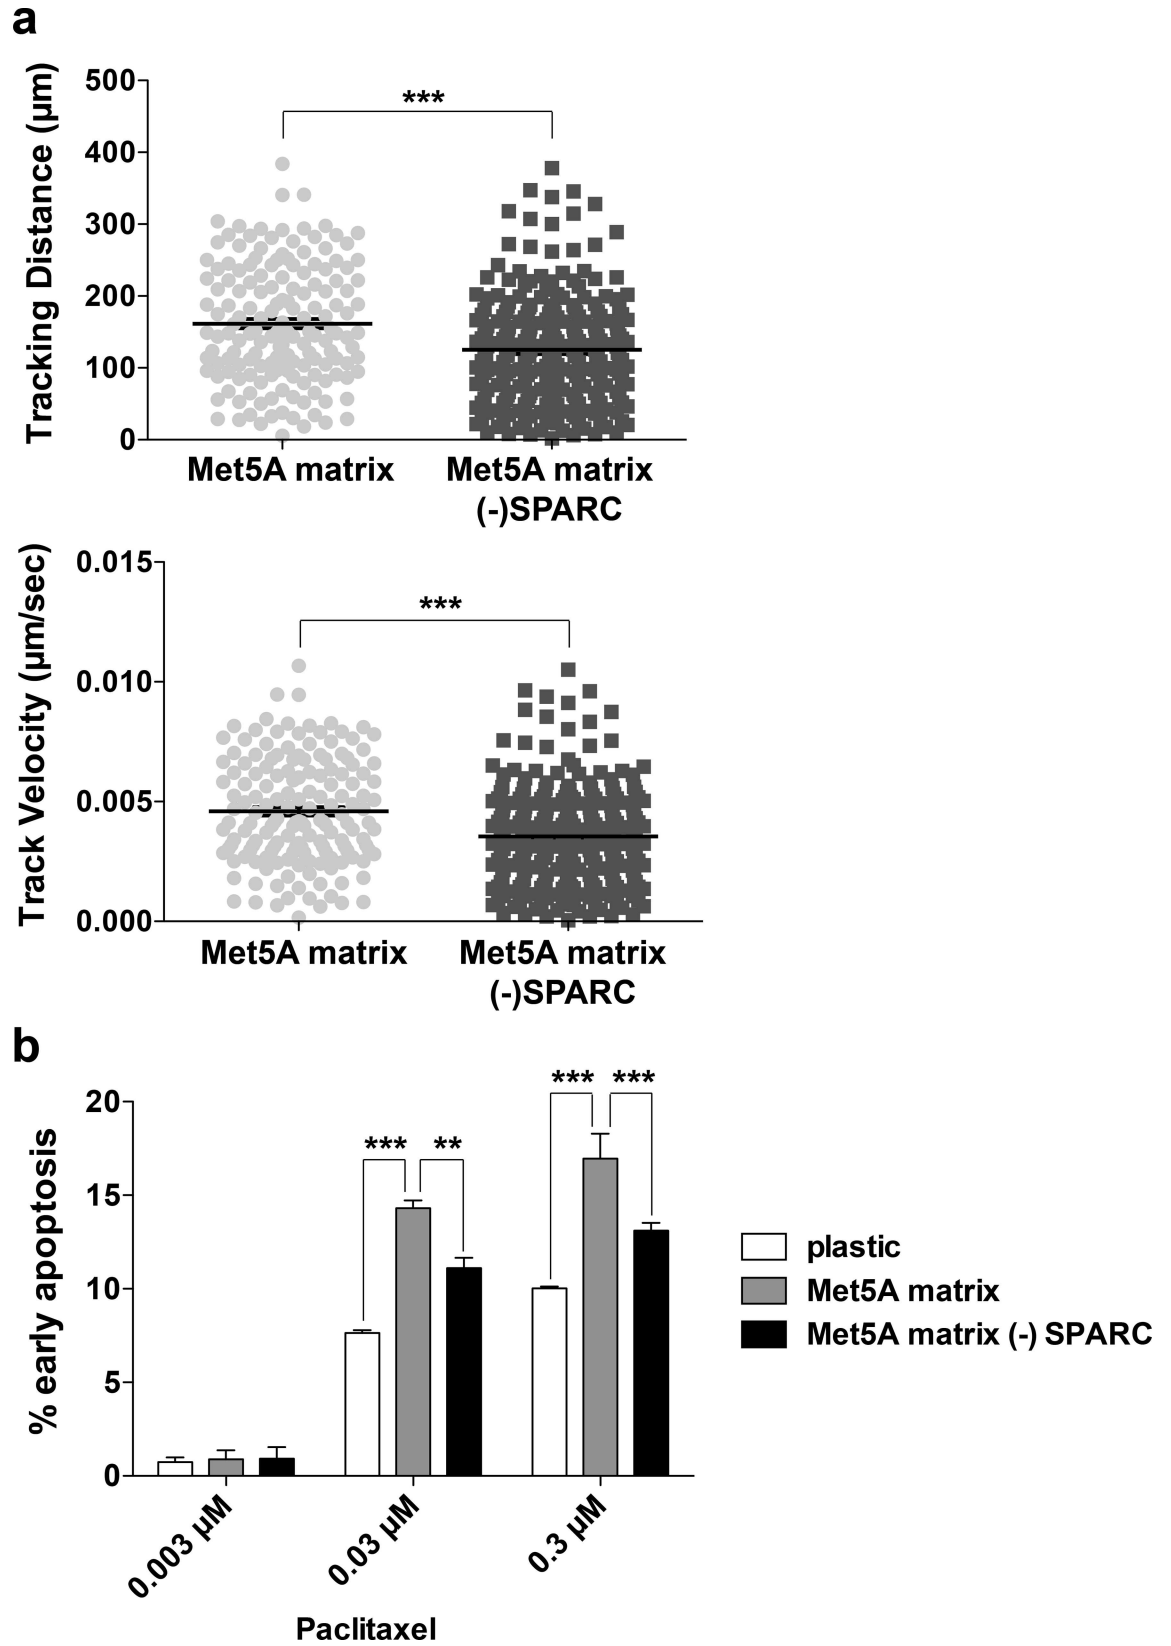 a
Tracking Distance (µm)
500
400
300
200
100
0
***
Met5A matrix
Met5A matrix
(-)SPARC
Track Velocity (µm/sec)
0.015
0.010
0.005
0.000
***
Met5A matrix
Met5A matrix
(-)SPARC
b
% early apoptosis
20
15
10
5
0
*** **
*** ***
0.003 µM
0.03 µM
0.3 µM
Paclitaxel
plastic
Met5A matrix
Met5A matrix (-) SPARC